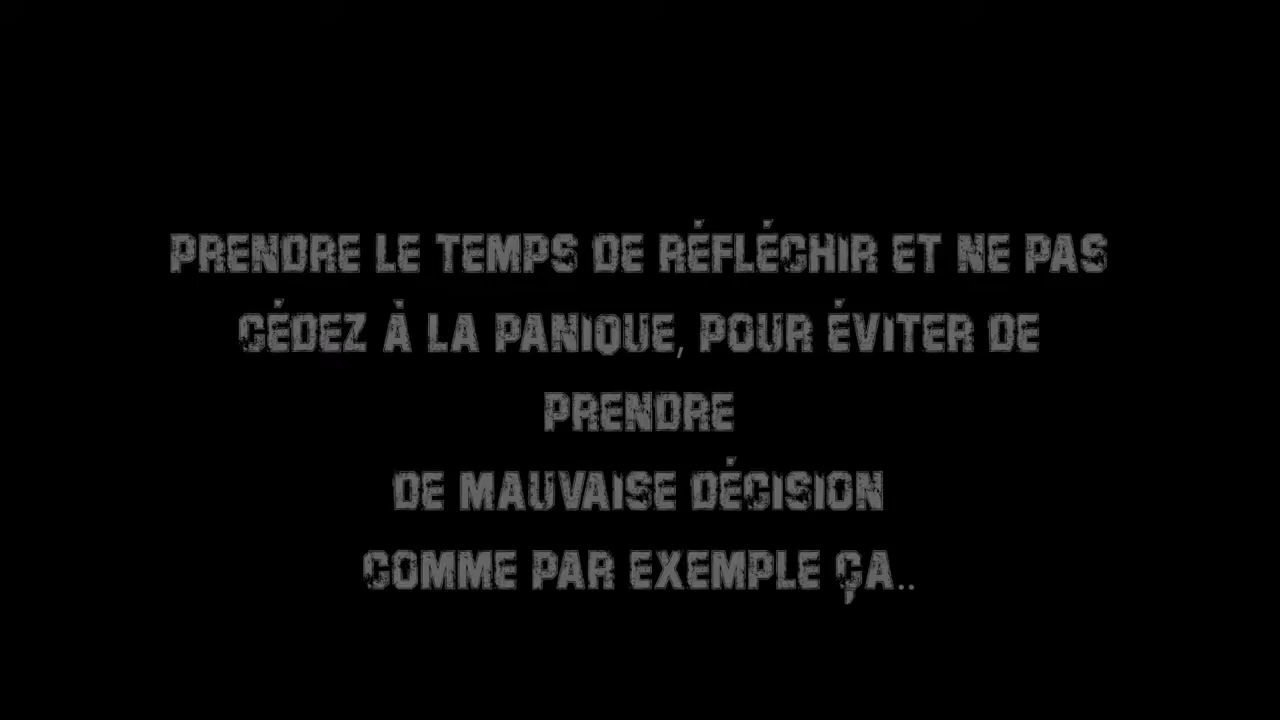 PRENDRE LE TEMPS DE RÉFLÉCHIR ET NE PAS
CÉDEZ À LA PANIQUE, POUR ÉVITER DE
PRENDRE
DE MAUVAISE DÉCISION
COMME PAR EXEMPLE ÇA..